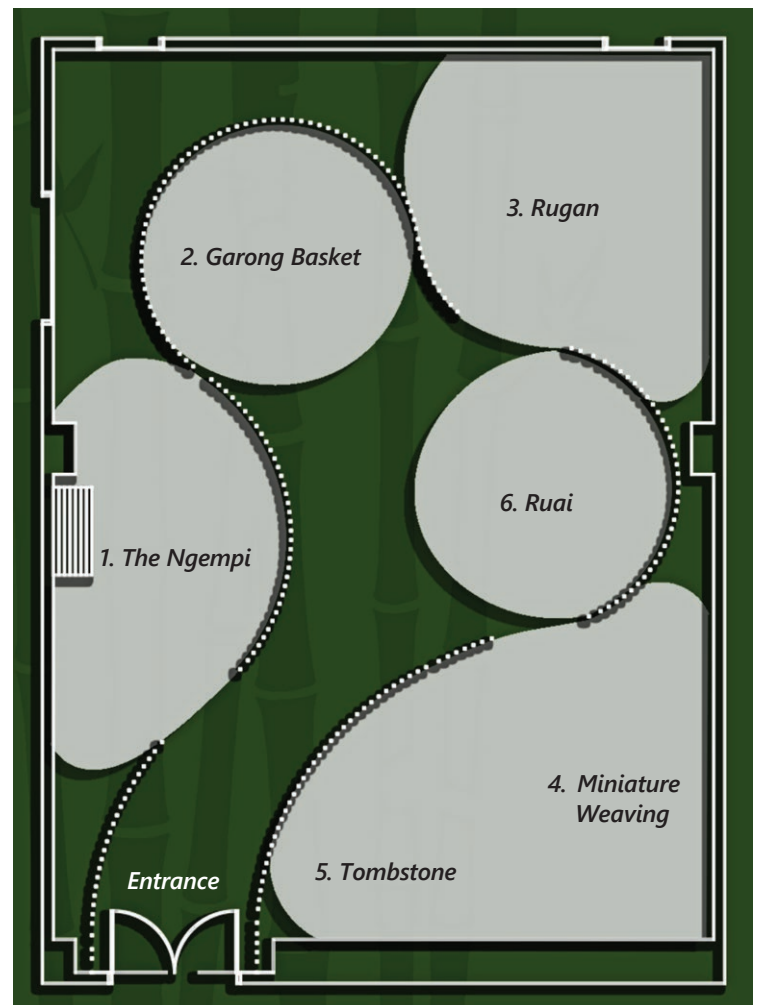 2. Garong Basket
3. Rugan
6. Ruai
1. The Ngempi
4. Miniature
Weaving
5. Tombstone
Entrance